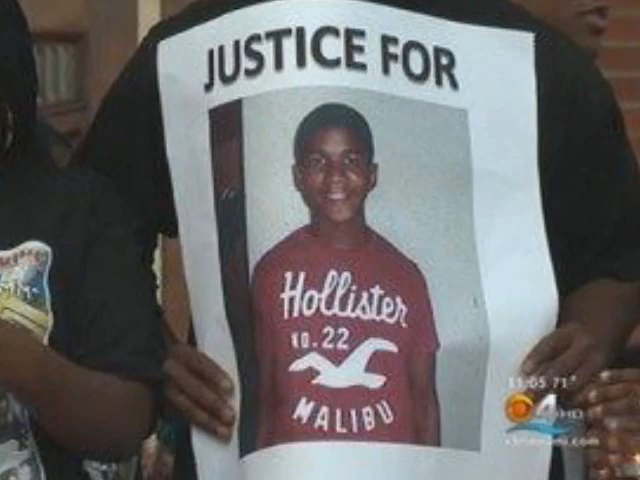 JUSTICE FOR
Hollister
NO.22
MALIBU
11:05 71°
4 HD